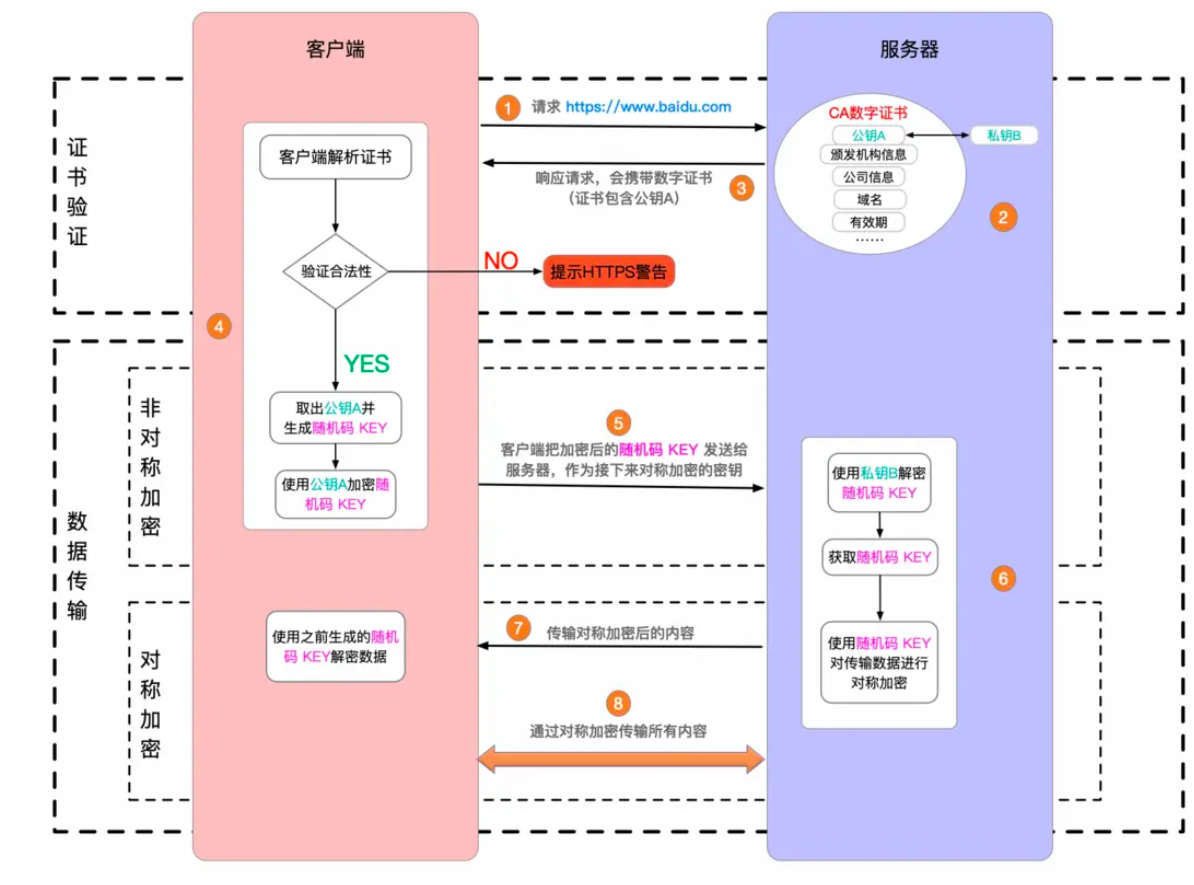 客户端
服务器
证书验证
1
请求 https://www.baidu.com
CA数字证书
公钥A
私钥B
颁发机构信息
公司信息
域名
有效期
……
2
响应请求，会携带数字证书
（证书包含公钥A）
3
客户端解析证书
验证合法性
NO
提示HTTPS警告
4
YES
数据传输
非对称加密
取出公钥A并
生成随机码 KEY
使用公钥A加密随
机码 KEY
5
客户端把加密后的随机码 KEY 发送给
服务器，作为接下来对称加密的密钥
使用私钥B解密
随机码 KEY
获取随机码 KEY
6
使用随机码 KEY
对传输数据进行
对称加密
对称加密
7
传输对称加密后的内容
使用之前生成的随机
码 KEY解密数据
8
通过对称加密传输所有内容